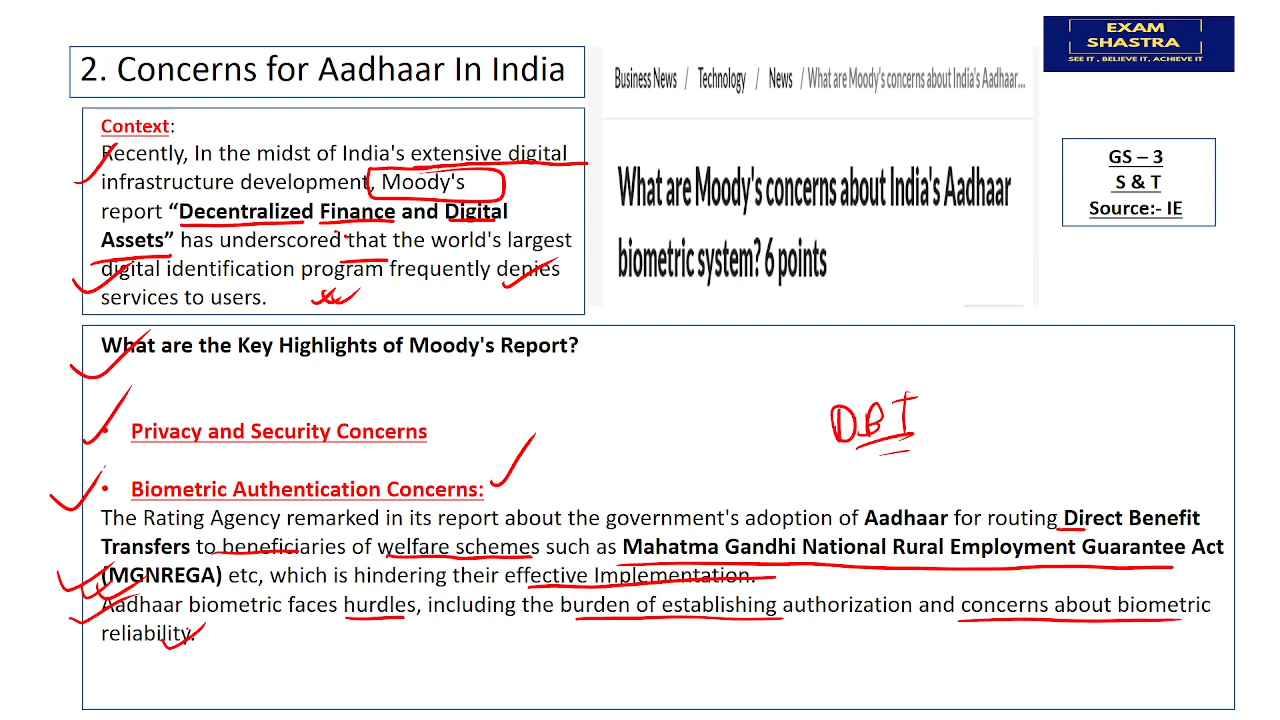 EXAM
SHASTRA
SEE IT , BELIEVE IT, ACHIEVE IT
2. Concerns for Aadhaar In India
Business News / Technology / News / What are Moody's concerns about India's Aadhaar...
What are Moody's concerns about India's Aadhaar
biometric system? 6 points
Context:
Recently, In the midst of India's extensive digital
infrastructure development, Moody's
report “Decentralized Finance and Digital
Assets” has underscored that the world's largest
digital identification program frequently denies
services to users.
GS – 3
S & T
Source:- IE
What are the Key Highlights of Moody's Report?
• Privacy and Security Concerns
DBT
• Biometric Authentication Concerns:
The Rating Agency remarked in its report about the government's adoption of Aadhaar for routing Direct Benefit
Transfers to beneficiaries of welfare schemes such as Mahatma Gandhi National Rural Employment Guarantee Act
(MGNREGA) etc, which is hindering their effective Implementation.
Aadhaar biometric faces hurdles, including the burden of establishing authorization and concerns about biometric
reliability.